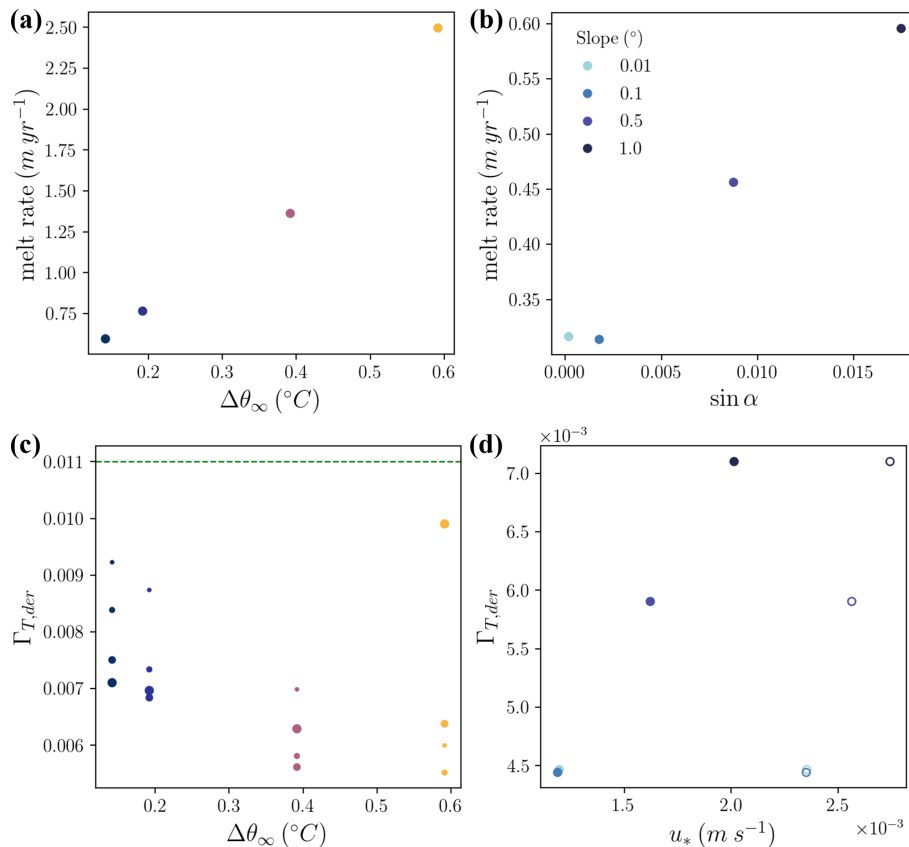 (a)
2.50
2.25
2.00
1.75
1.50
1.25
1.00
0.75
melt rate (m yr⁻¹)
0.2 0.3 0.4 0.5 0.6
Δθ∞ (°C)
(b)
0.60
0.55
0.50
0.45
0.40
0.35
melt rate (m yr⁻¹)
Slope (°)
0.01
0.1
0.5
1.0
0.000 0.005 0.010 0.015
sin α
(c)
0.011
0.010
0.009
0.008
0.007
0.006
Γ_{T,der}
0.2 0.3 0.4 0.5 0.6
Δθ∞ (°C)
(d)
×10⁻³
7.0
6.5
6.0
5.5
5.0
4.5
Γ_{T,der}
1.5 2.0 2.5
×10⁻³
u* (m s⁻¹)